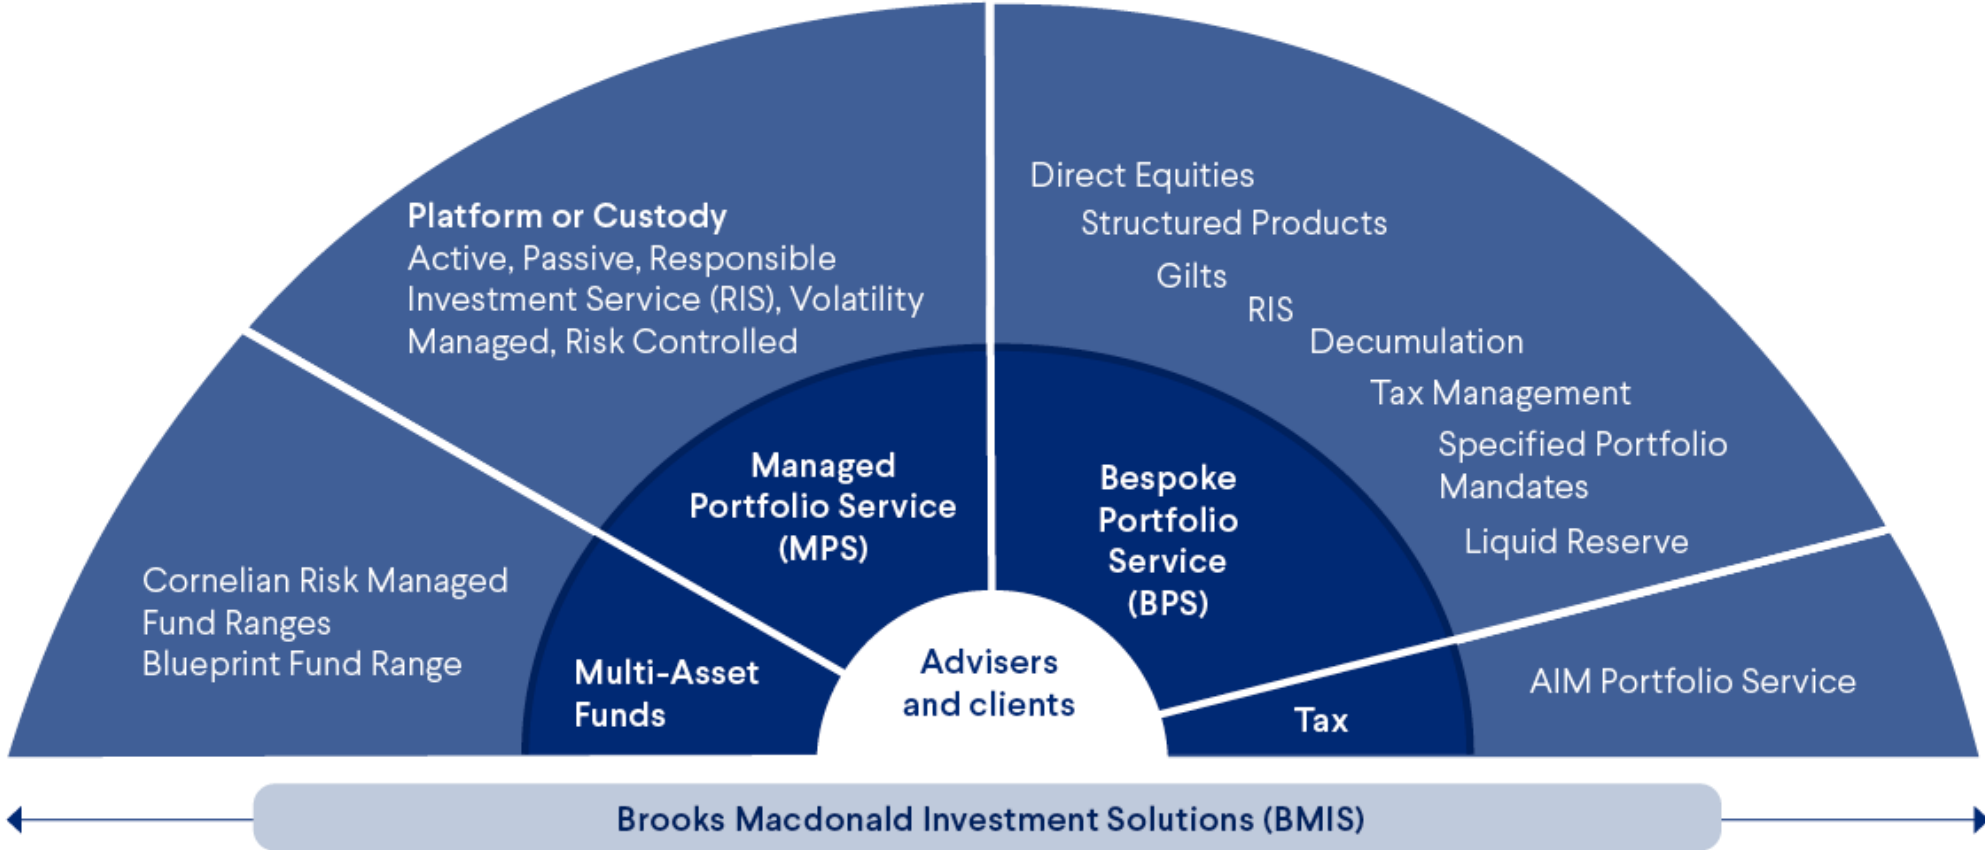 Platform or Custody
Active, Passive, Responsible
Investment Service (RIS), Volatility
Managed, Risk Controlled
Direct Equities
Structured Products
Gilts
RIS
Decumulation
Tax Management
Specified Portfolio
Mandates
Liquid Reserve
Managed
Portfolio Service
(MPS)
Bespoke
Portfolio
Service
(BPS)
Cornelian Risk Managed
Fund Ranges
Blueprint Fund Range
Multi-Asset
Funds
Advisers
and clients
Tax
AIM Portfolio Service
Brooks Macdonald Investment Solutions (BMIS)